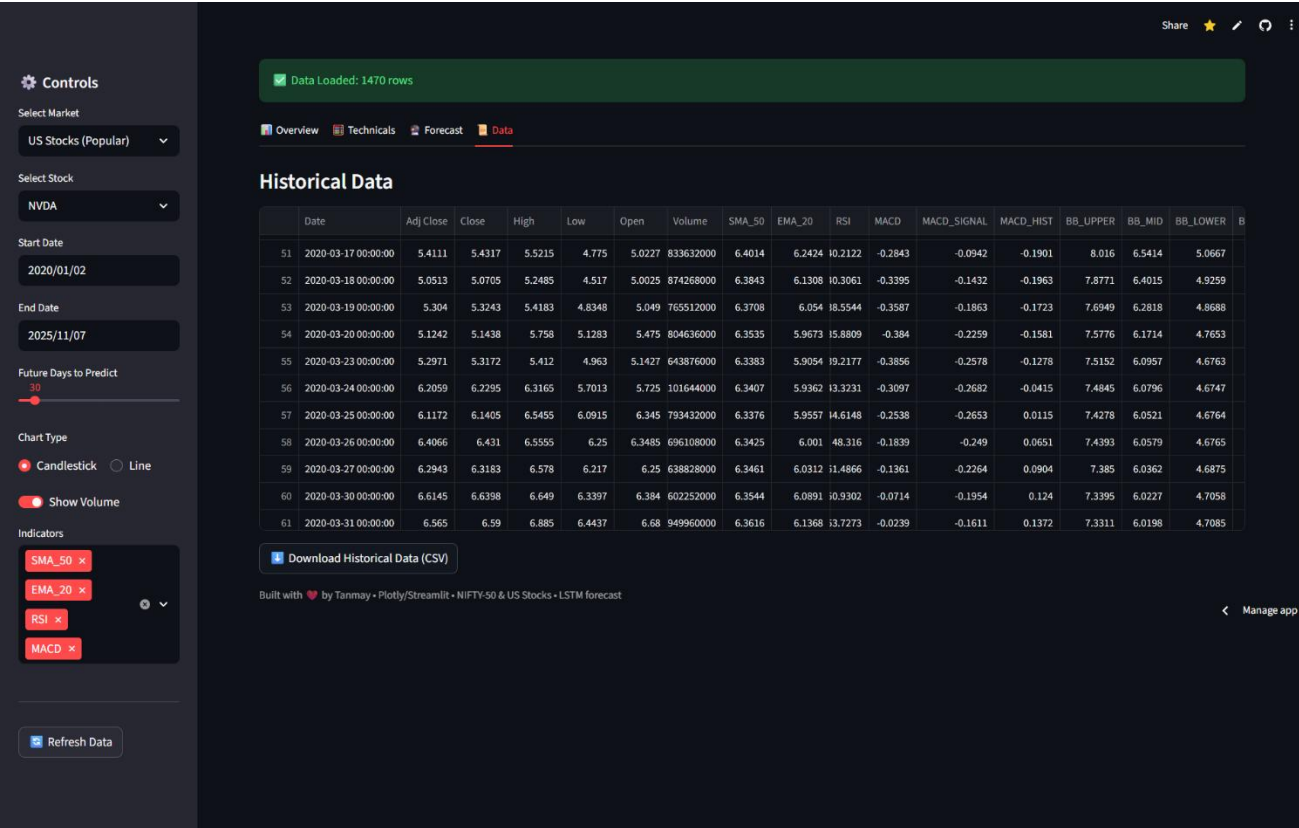 Share
Controls
Select Market
US Stocks (Popular)
Select Stock
NVDA
Start Date
2020/01/02
End Date
2025/11/07
Future Days to Predict
30
Chart Type
Candlestick Line
Show Volume
Indicators
SMA_50 ×
EMA_20 ×
RSI ×
MACD ×
Refresh Data
Data Loaded: 1470 rows
Overview Technicals Forecast Data
Historical Data
Date Adj Close Close High Low Open Volume SMA_50 EMA_20 RSI MACD MACD_SIGNAL MACD_HIST BB_UPPER BB_MID BB_LOWER B
51 2020-03-17 00:00:00 5.4111 5.4317 5.5215 4.775 5.0227 833632000 6.4014 6.2424 -0.2843 -0.0942 -0.1901 8.016 6.5414 5.0667
52 2020-03-18 00:00:00 5.0513 5.0705 5.2485 4.517 5.0025 874268000 6.3843 6.1308 -0.3395 -0.1432 -0.1963 7.8771 6.4015 4.9259
53 2020-03-19 00:00:00 5.304 5.3243 5.4183 4.8348 5.049 765512000 6.3708 6.054 -0.3587 -0.1863 -0.1723 7.6949 6.2818 4.8688
54 2020-03-20 00:00:00 5.1242 5.1438 5.758 5.1283 5.475 804636000 6.3535 5.9673 -0.384 -0.2259 -0.1581 7.5776 6.1714 4.7653
55 2020-03-23 00:00:00 5.2971 5.3172 5.412 4.963 5.1427 643876000 6.3383 5.9054 -0.3856 -0.2578 -0.1278 7.5152 6.0957 4.6763
56 2020-03-24 00:00:00 6.2059 6.2295 6.3165 5.7013 5.725 101644000 6.3407 5.9362 -0.3097 -0.2682 -0.0415 7.4845 6.0796 4.6747
57 2020-03-25 00:00:00 6.1172 6.1405 6.5455 6.0915 6.345 793432000 6.3376 5.9557 -0.2538 -0.2653 0.0115 7.4278 6.0521 4.6764
58 2020-03-26 00:00:00 6.4066 6.431 6.5555 6.25 6.3485 696108000 6.3425 6.001 48.316 -0.1839 -0.249 0.0651 7.4393 6.0579 4.6765
59 2020-03-27 00:00:00 6.2943 6.3183 6.578 6.217 6.25 638828000 6.3461 6.0312 -0.1361 -0.2264 0.0904 7.385 6.0362 4.6875
60 2020-03-30 00:00:00 6.6145 6.6398 6.649 6.3397 6.384 602252000 6.3544 6.0891 -0.0714 -0.1954 0.124 7.3395 6.0227 4.7058
61 2020-03-31 00:00:00 6.565 6.59 6.885 6.4437 6.68 949960000 6.3616 6.1368 -0.0239 -0.1611 0.1372 7.3311 6.0198 4.7085
Download Historical Data (CSV)
Built with ❤ by Tanmay • Plotly/Streamlit • NIFTY-50 & US Stocks • LSTM forecast
Manage app